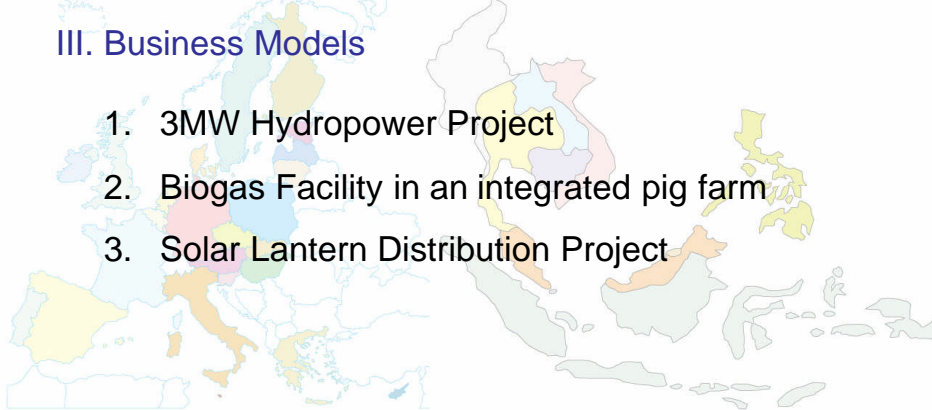 III. Business Models
1. 3MW Hydropower Project
2. Biogas Facility in an integrated pig farm
3. Solar Lantern Distribution Project